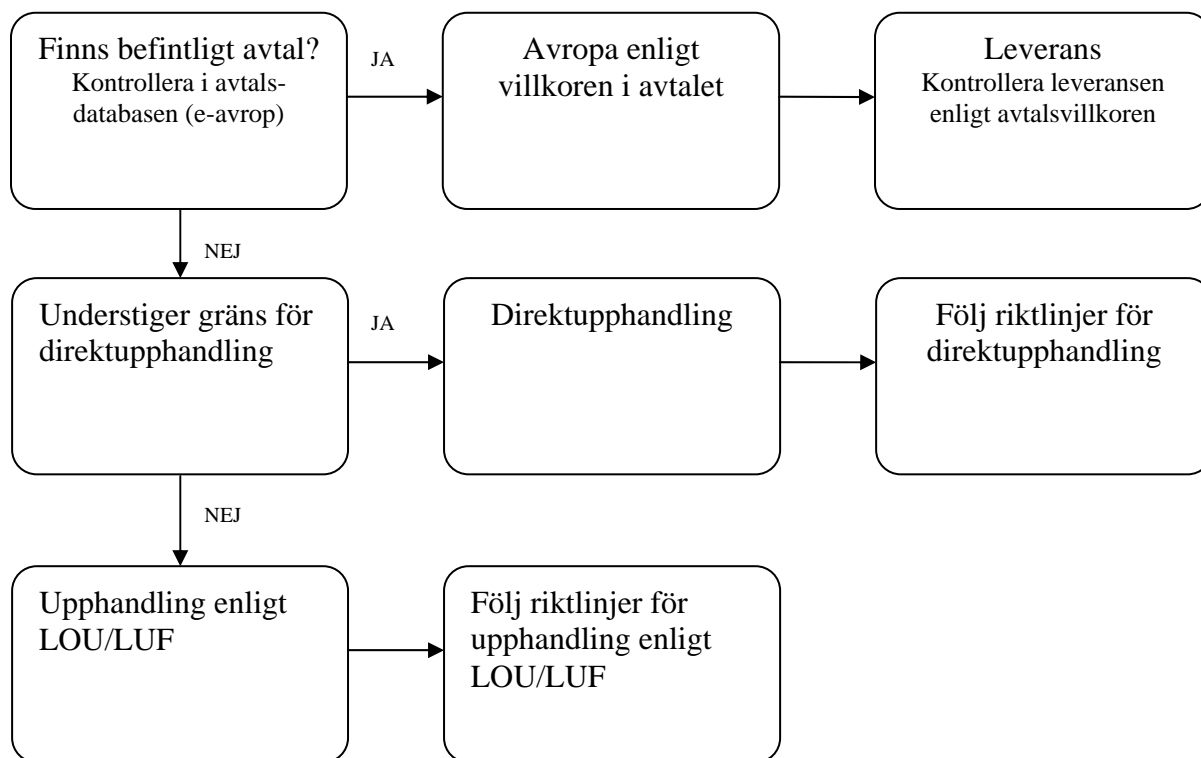 Finns befintligt avtal?
Kontrollera i avtals-
databasen (e-avrop)
JA
Avropa enligt
villkoren i avtalet
Leverans
Kontrollera leveransen
enligt avtalsvillkoren
NEJ
Understiger gräns för
direktupphandling
JA
Direktupphandling
Följ riktlinjer för
direktupphandling
NEJ
Upphandling enligt
LOU/LUF
Följ riktlinjer för
upphandling enligt
LOU/LUF